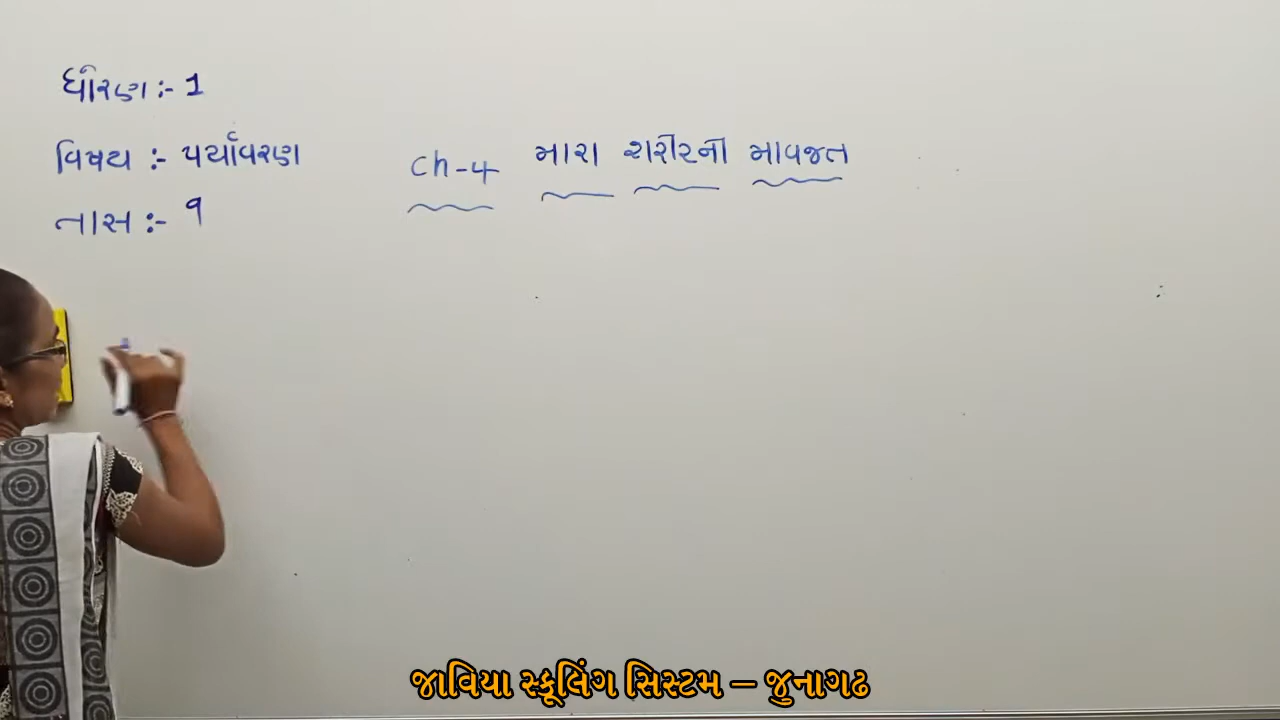 ધોરણ :- 1
વિષય :- પર્યાવરણ
તાસ :- ૧
Ch-4 મારા શરીરની માવજત
જાવિયા સ્કૂલિંગ સિસ્ટમ – જુનાગઢ